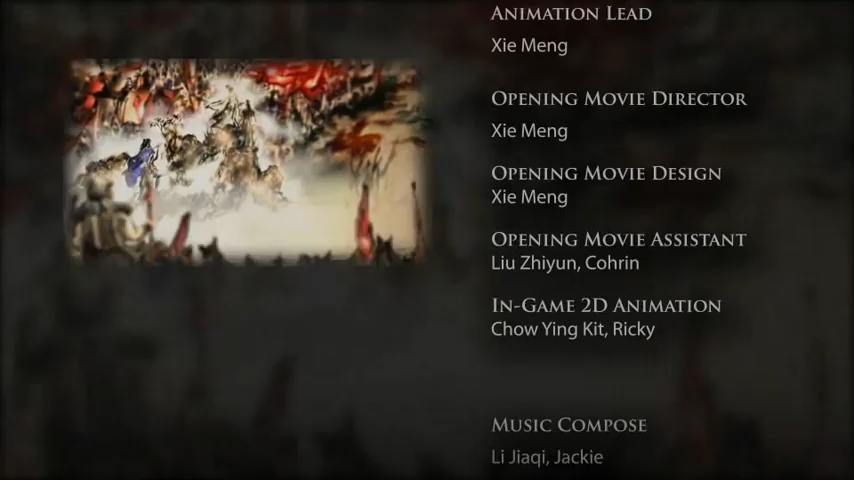 Animation Lead
Xie Meng
Opening Movie Director
Xie Meng
Opening Movie Design
Xie Meng
Opening Movie Assistant
Liu Zhiyun, Cohrin
In-Game 2D Animation
Chow Ying Kit, Ricky
Music Compose
Li Jiaqi, Jackie